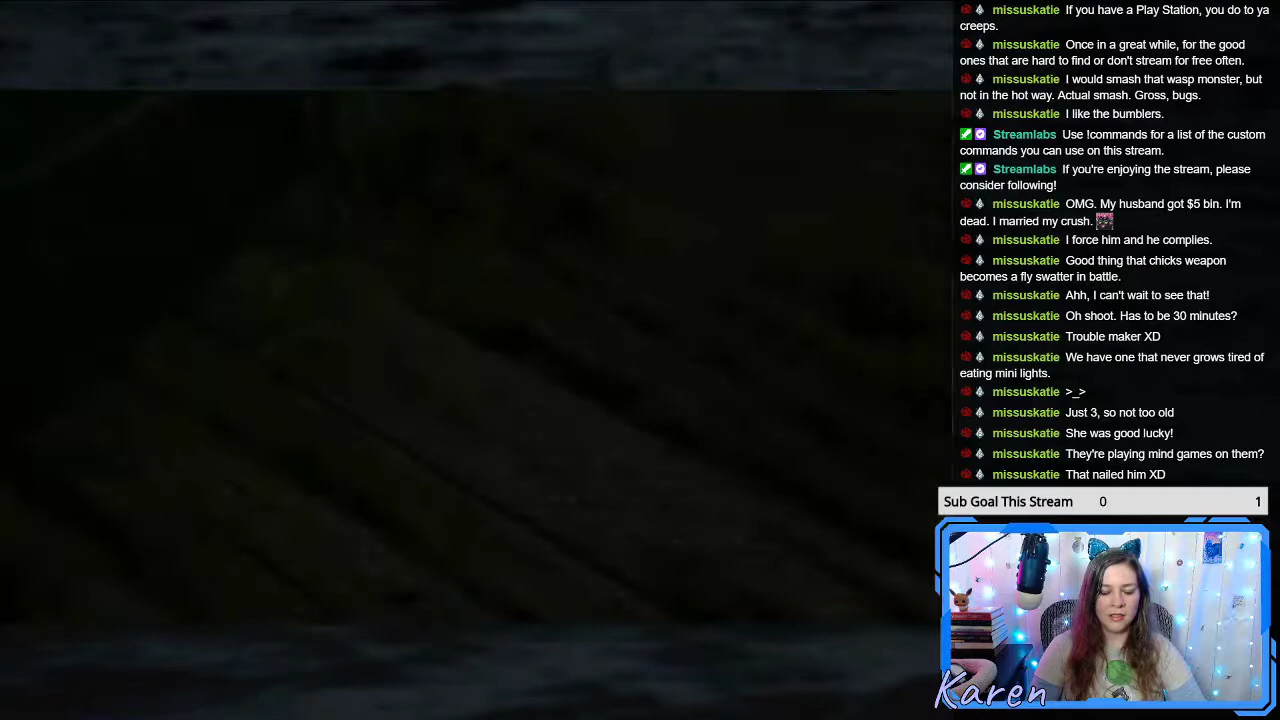 missuskatie If you have a Play Station, you do to ya
creeps.
missuskatie Once in a great while, for the good
ones that are hard to find or don't stream for free often.
missuskatie I would smash that wasp monster, but
not in the hot way. Actual smash. Gross, bugs.
missuskatie I like the bumblers.
Streamlabs Use !commands for a list of the custom
commands you can use on this stream.
Streamlabs If you're enjoying the stream, please
consider following!
missuskatie OMG. My husband got $5 bln. I'm
dead. I married my crush.
missuskatie I force him and he complies.
missuskatie Good thing that chicks weapon
becomes a fly swatter in battle.
missuskatie Ahh, I can't wait to see that!
missuskatie Oh shoot. Has to be 30 minutes?
missuskatie Trouble maker XD
missuskatie We have one that never grows tired of
eating mini lights.
missuskatie >_>
missuskatie Just 3, so not too old
missuskatie She was good lucky!
missuskatie They're playing mind games on them?
missuskatie That nailed him XD
Sub Goal This Stream 0 1
Karen